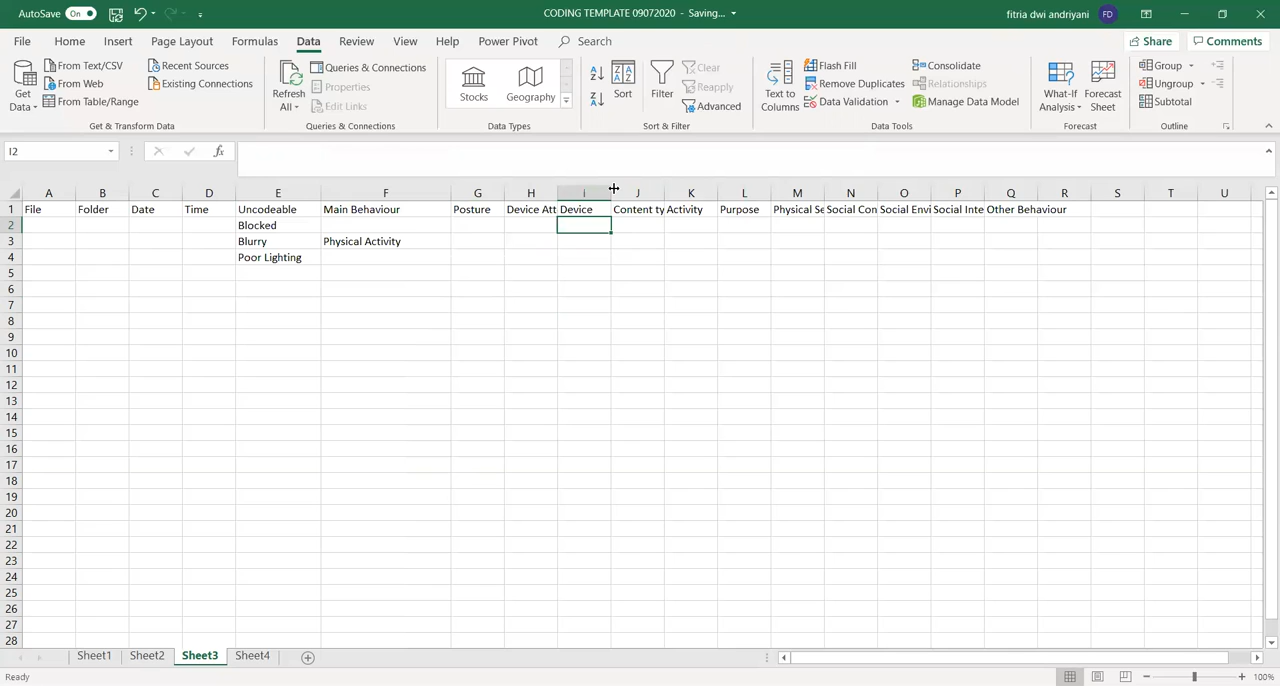 AutoSave On CODING TEMPLATE 09072020 - Saving... fitria dwi andriyani FD
File Home Insert Page Layout Formulas Data Review View Help Power Pivot Search Share Comments
Get Data
From Text/CSV
From Web
From Table/Range
Recent Sources
Existing Connections
Get & Transform Data
Refresh All
Queries & Connections
Properties
Edit Links
Queries & Connections
Stocks
Geography
Data Types
Sort
Filter
Clear
Reapply
Advanced
Sort & Filter
Text to Columns
Flash Fill
Remove Duplicates
Data Validation
Consolidate
Relationships
Manage Data Model
Data Tools
What-If Analysis
Forecast Sheet
Forecast
Group
Ungroup
Subtotal
Outline
I2 fx
A B C D E F G H I J K L M N O P Q R S T U
1 File Folder Date Time Uncodeable Main Behaviour Posture Device Att Device Content ty Activity Purpose Physical Se Social Con Social Envi Social Inte Other Behaviour
2 Blocked
3 Blurry Physical Activity
4 Poor Lighting
5
6
7
8
9
10
11
12
13
14
15
16
17
18
19
20
21
22
23
24
25
26
27
28
Sheet1 Sheet2 Sheet3 Sheet4
Ready 100%